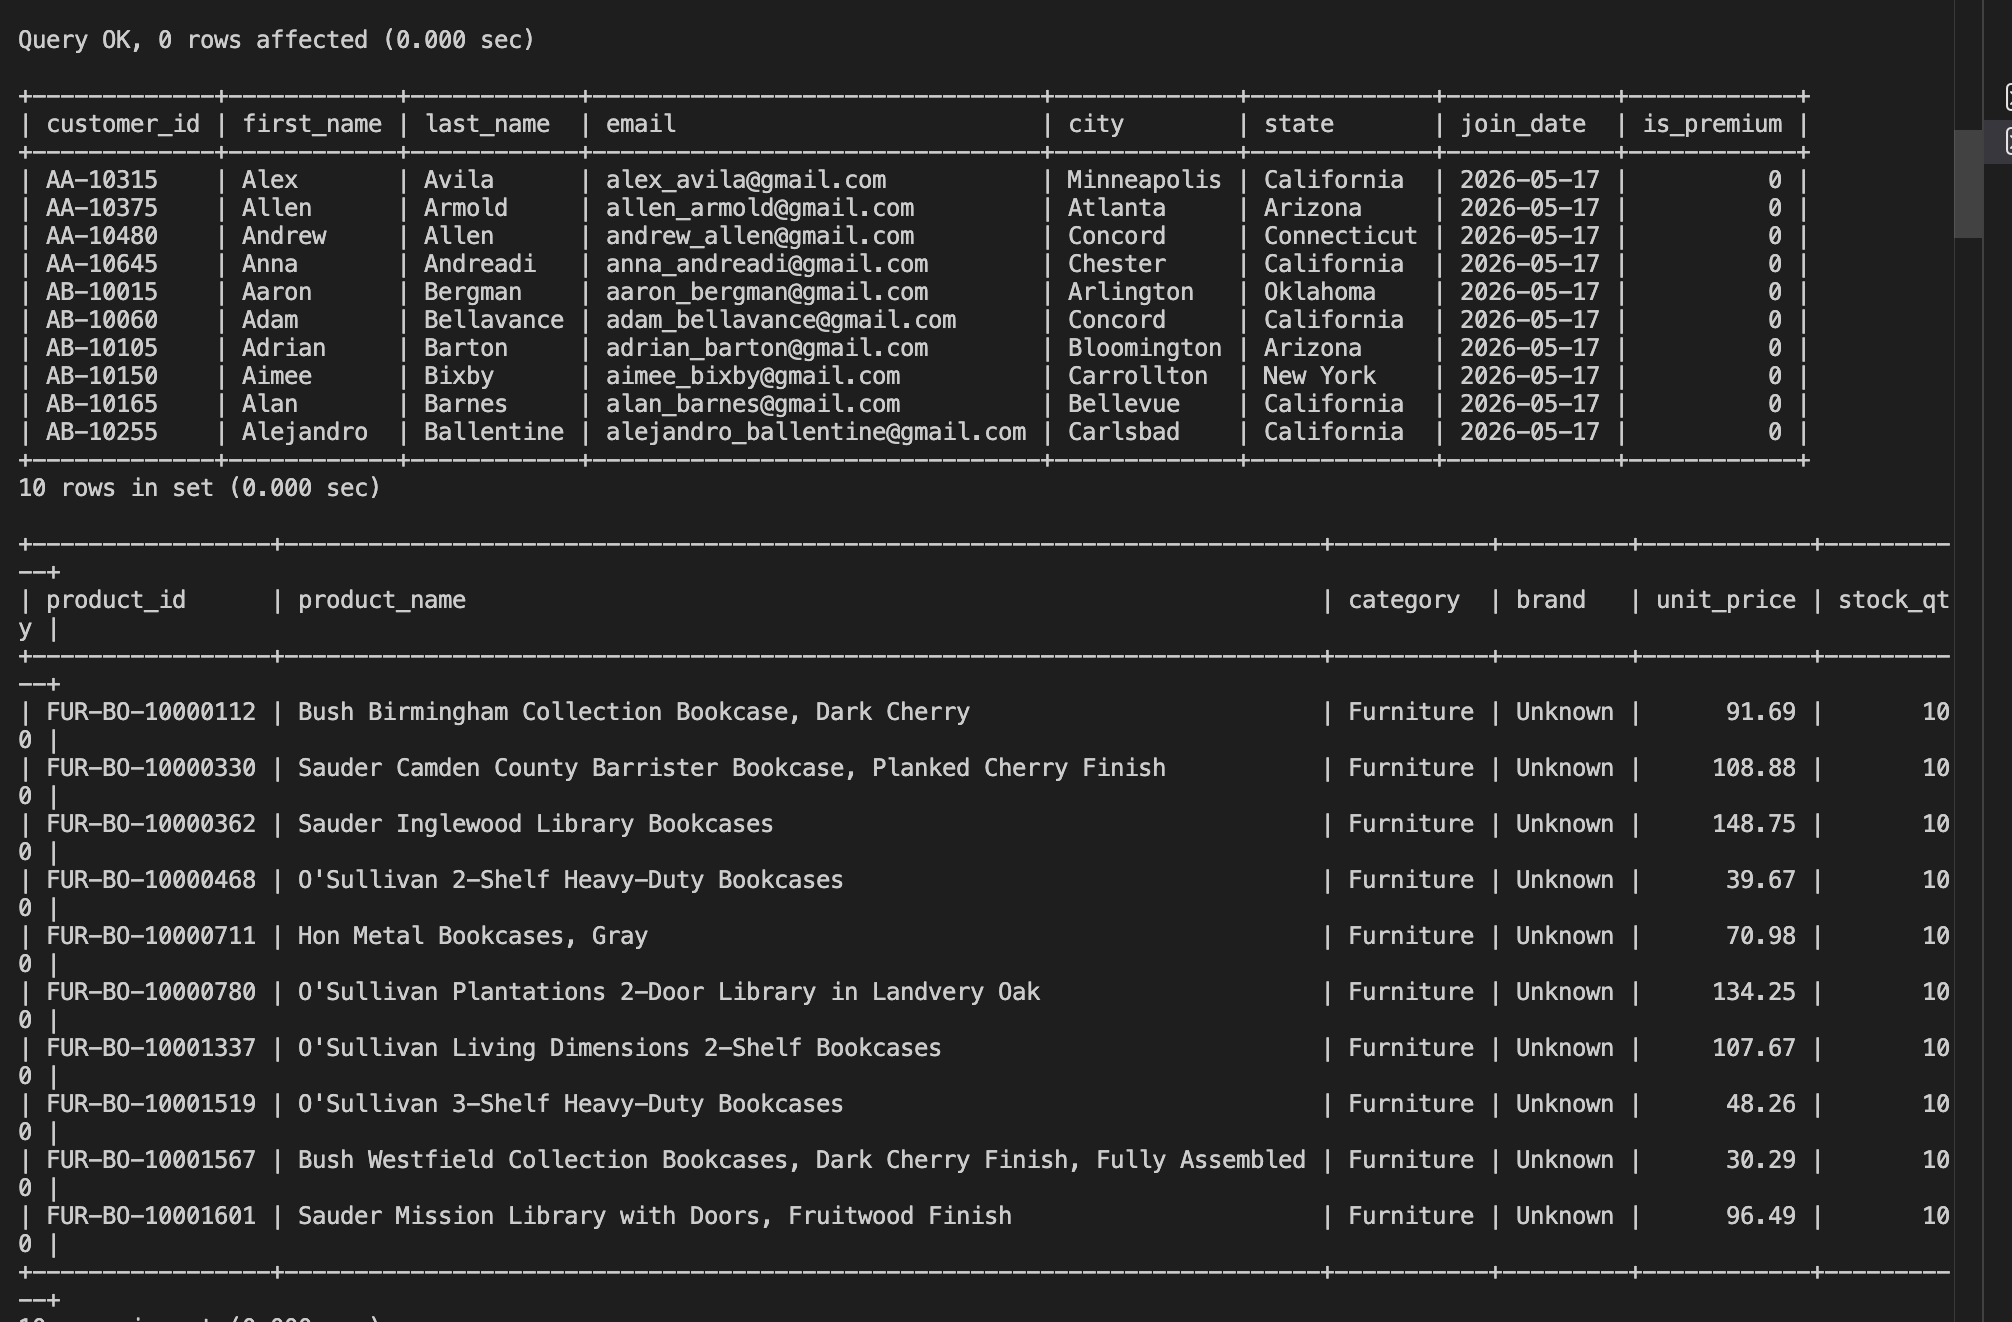 Query OK, 0 rows affected (0.000 sec)
+-------------+------------+------------+--------------------------------+-------------+-------------+------------+------------+
| customer_id | first_name | last_name  | email                          | city        | state       | join_date  | is_premium |
+-------------+------------+------------+--------------------------------+-------------+-------------+------------+------------+
| AA-10315    | Alex       | Avila      | alex_avila@gmail.com           | Minneapolis | California  | 2026-05-17 |          0 |
| AA-10375    | Allen      | Armold     | allen_armold@gmail.com         | Atlanta     | Arizona     | 2026-05-17 |          0 |
| AA-10480    | Andrew     | Allen      | andrew_allen@gmail.com         | Concord     | Connecticut | 2026-05-17 |          0 |
| AA-10645    | Anna       | Andreadi   | anna_andreadi@gmail.com        | Chester     | California  | 2026-05-17 |          0 |
| AB-10015    | Aaron      | Bergman    | aaron_bergman@gmail.com        | Arlington   | Oklahoma    | 2026-05-17 |          0 |
| AB-10060    | Adam       | Bellavance | adam_bellavance@gmail.com      | Concord     | California  | 2026-05-17 |          0 |
| AB-10105    | Adrian     | Barton     | adrian_barton@gmail.com        | Bloomington | Arizona     | 2026-05-17 |          0 |
| AB-10150    | Aimee      | Bixby      | aimee_bixby@gmail.com          | Carrollton  | New York    | 2026-05-17 |          0 |
| AB-10165    | Alan       | Barnes     | alan_barnes@gmail.com          | Bellevue    | California  | 2026-05-17 |          0 |
| AB-10255    | Alejandro  | Ballentine | alejandro_ballentine@gmail.com | Carlsbad    | California  | 2026-05-17 |          0 |
+-------------+------------+------------+--------------------------------+-------------+-------------+------------+------------+
10 rows in set (0.000 sec)
+-----------------+--------------------------------------------------------------------------+-----------+---------+------------+---------
--+
| product_id      | product_name                                                             | category  | brand   | unit_price | stock_qt
y |
+-----------------+--------------------------------------------------------------------------+-----------+---------+------------+---------
--+
| FUR-BO-10000112 | Bush Birmingham Collection Bookcase, Dark Cherry                         | Furniture | Unknown |      91.69 |       10
0 |
| FUR-BO-10000330 | Sauder Camden County Barrister Bookcase, Planked Cherry Finish           | Furniture | Unknown |     108.88 |       10
0 |
| FUR-BO-10000362 | Sauder Inglewood Library Bookcases                                       | Furniture | Unknown |     148.75 |       10
0 |
| FUR-BO-10000468 | O'Sullivan 2-Shelf Heavy-Duty Bookcases                                  | Furniture | Unknown |      39.67 |       10
0 |
| FUR-BO-10000711 | Hon Metal Bookcases, Gray                                                | Furniture | Unknown |      70.98 |       10
0 |
| FUR-BO-10000780 | O'Sullivan Plantations 2-Door Library in Landvery Oak                    | Furniture | Unknown |     134.25 |       10
0 |
| FUR-BO-10001337 | O'Sullivan Living Dimensions 2-Shelf Bookcases                           | Furniture | Unknown |     107.67 |       10
0 |
| FUR-BO-10001519 | O'Sullivan 3-Shelf Heavy-Duty Bookcases                                  | Furniture | Unknown |      48.26 |       10
0 |
| FUR-BO-10001567 | Bush Westfield Collection Bookcases, Dark Cherry Finish, Fully Assembled | Furniture | Unknown |      30.29 |       10
0 |
| FUR-BO-10001601 | Sauder Mission Library with Doors, Fruitwood Finish                      | Furniture | Unknown |      96.49 |       10
0 |
+-----------------+--------------------------------------------------------------------------+-----------+---------+------------+---------
--+